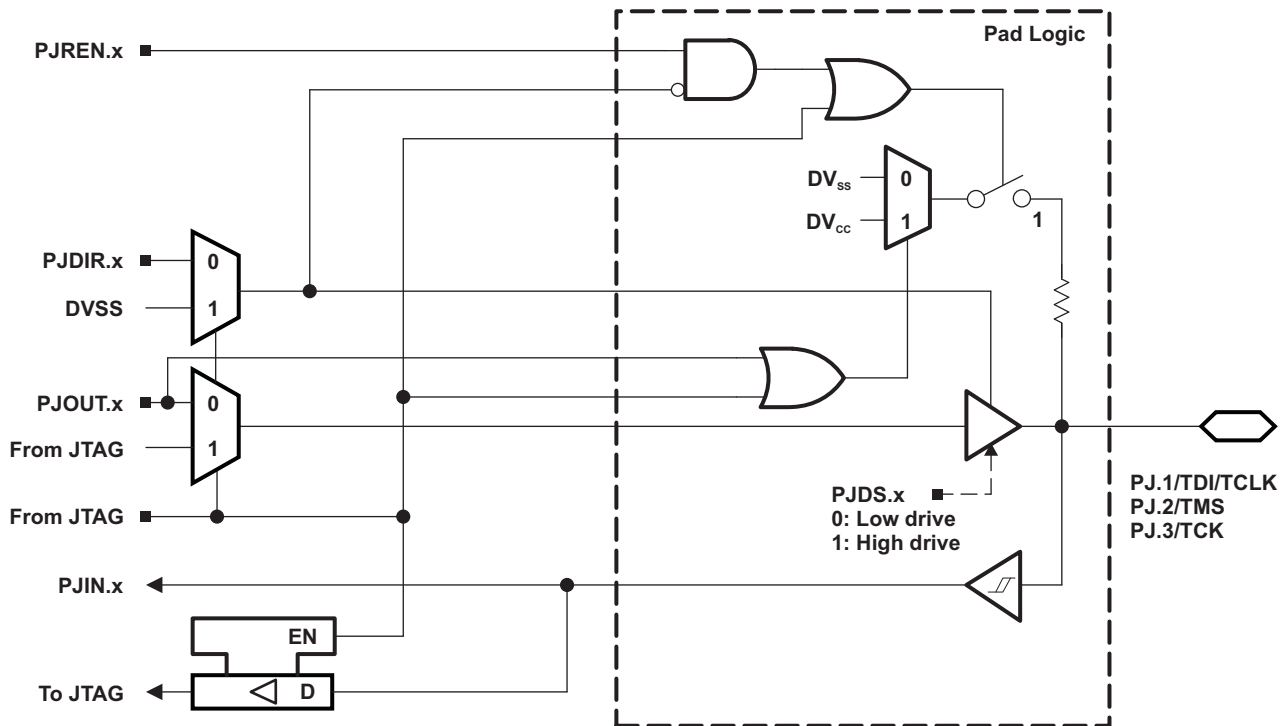 Pad Logic
PJREN.x
DVss
0
DVcc
1
1
PJDIR.x
0
DVSS
1
PJOUT.x
0
From JTAG
1
From JTAG
PJDS.x
0: Low drive
1: High drive
PJ.1/TDI/TCLK
PJ.2/TMS
PJ.3/TCK
PJIN.x
EN
To JTAG
D